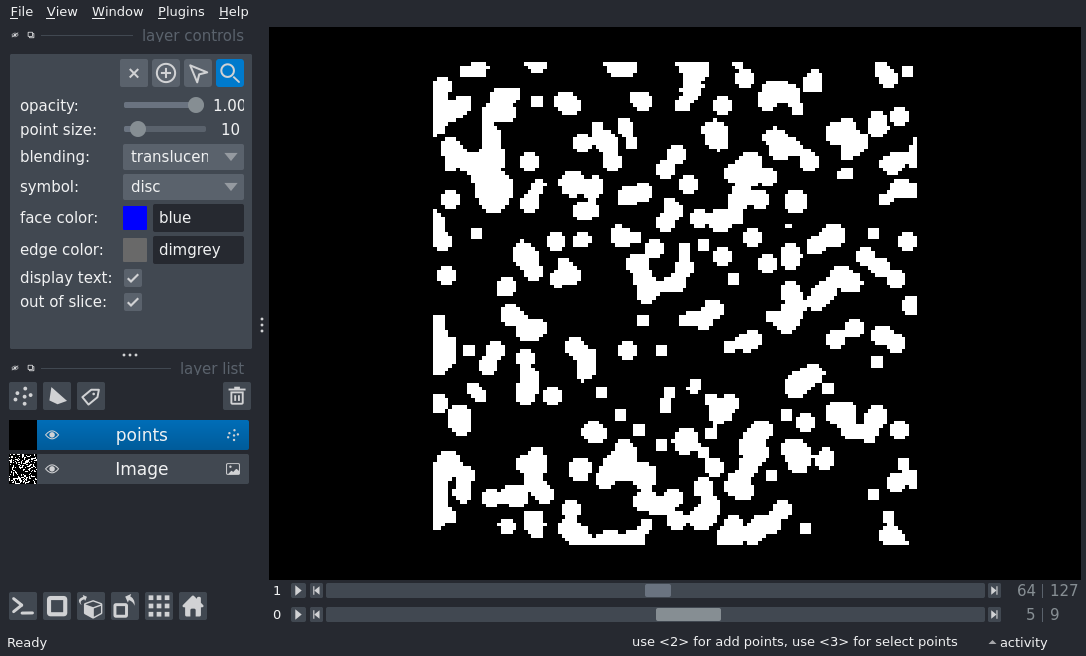 File View Window Plugins Help
layer controls
opacity: 1.00
point size: 10
blending: translucen
symbol: disc
face color: blue
edge color: dimgrey
display text:
out of slice:
layer list
points
Image
1 64 127
0 5 9
Ready use <2> for add points, use <3> for select points activity